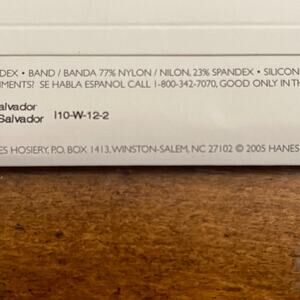 DEX • BAND / BANDA 77% NYLON / NILON, 23% SPANDEX • SILICON
MENTS? SE HABLA ESPANOL CALL 1-800-342-7070, GOOD ONLY IN TH
alvador
Salvador I10-W-12-2
ES HOSIERY, P.O. BOX 1413, WINSTON-SALEM, NC 27102 © 2005 HANES